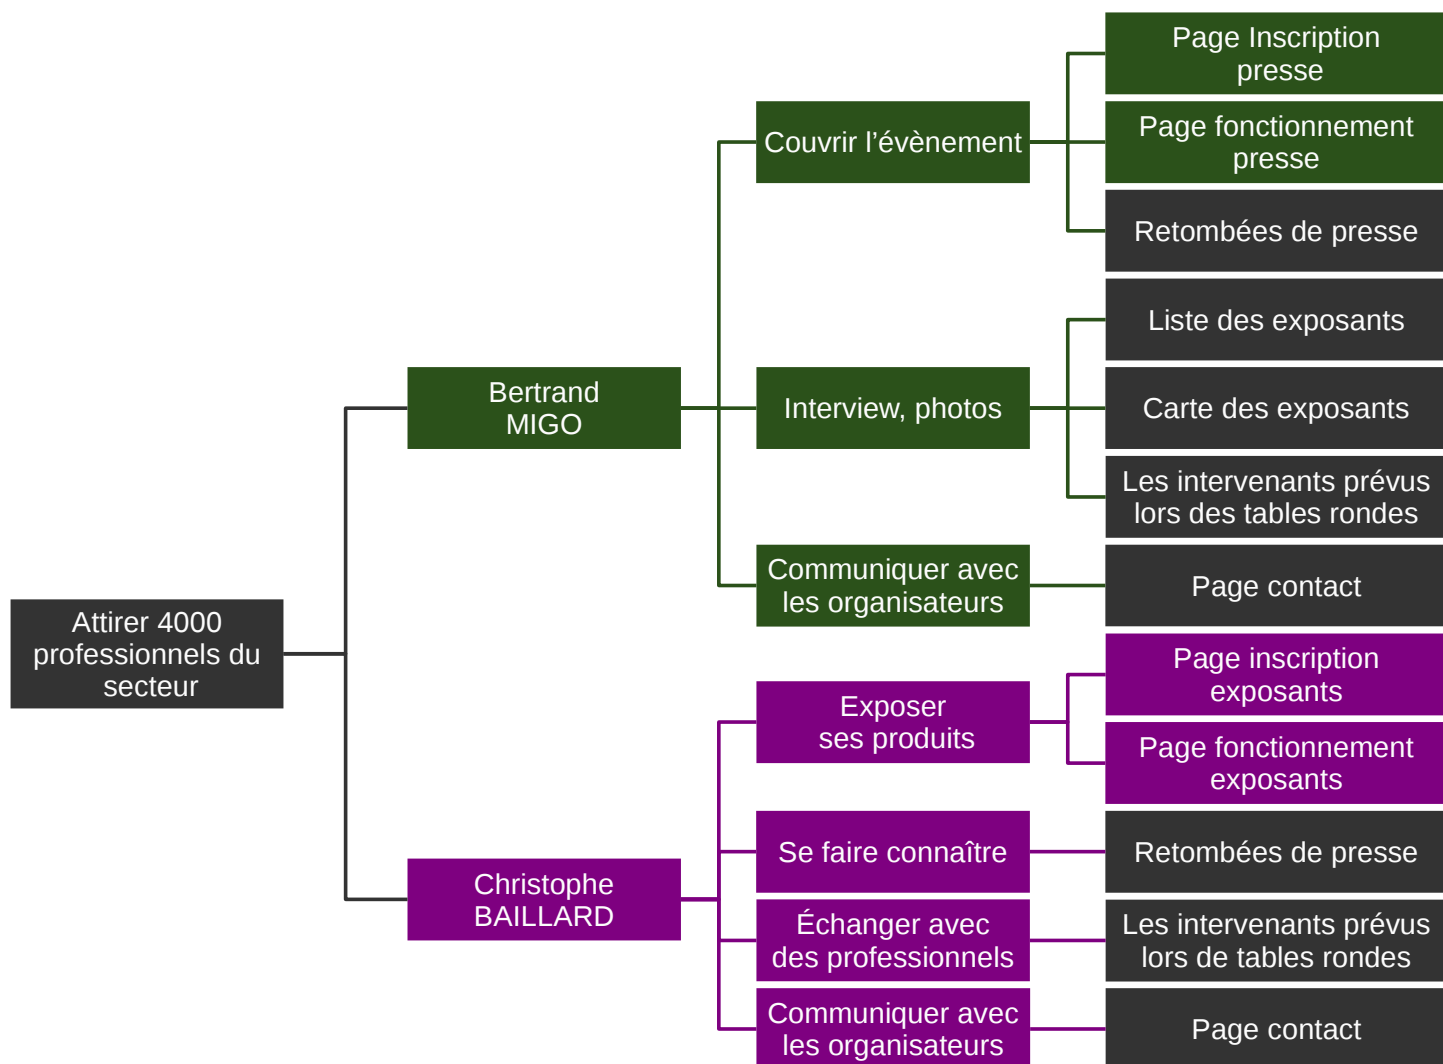 Attirer 4000
professionnels du
secteur
Bertrand
MIGO
Couvrir l’évènement
Page Inscription
presse
Page fonctionnement
presse
Retombées de presse
Interview, photos
Liste des exposants
Carte des exposants
Les intervenants prévus
lors des tables rondes
Communiquer avec
les organisateurs
Page contact
Christophe
BAILLARD
Exposer
ses produits
Page inscription
exposants
Page fonctionnement
exposants
Se faire connaître
Retombées de presse
Échanger avec
des professionnels
Les intervenants prévus
lors de tables rondes
Communiquer avec
les organisateurs
Page contact